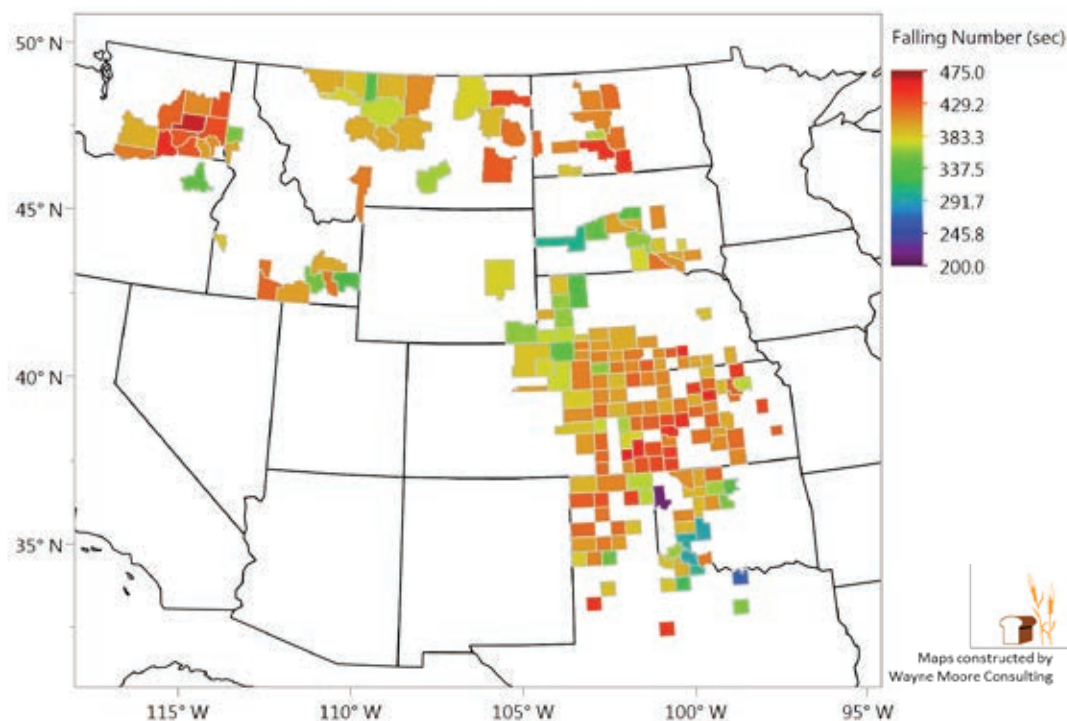 50° N
45° N
40° N
35° N
115° W
110° W
105° W
100° W
95° W
Falling Number (sec)
475.0
429.2
383.3
337.5
291.7
245.8
200.0
Maps constructed by
Wayne Moore Consulting